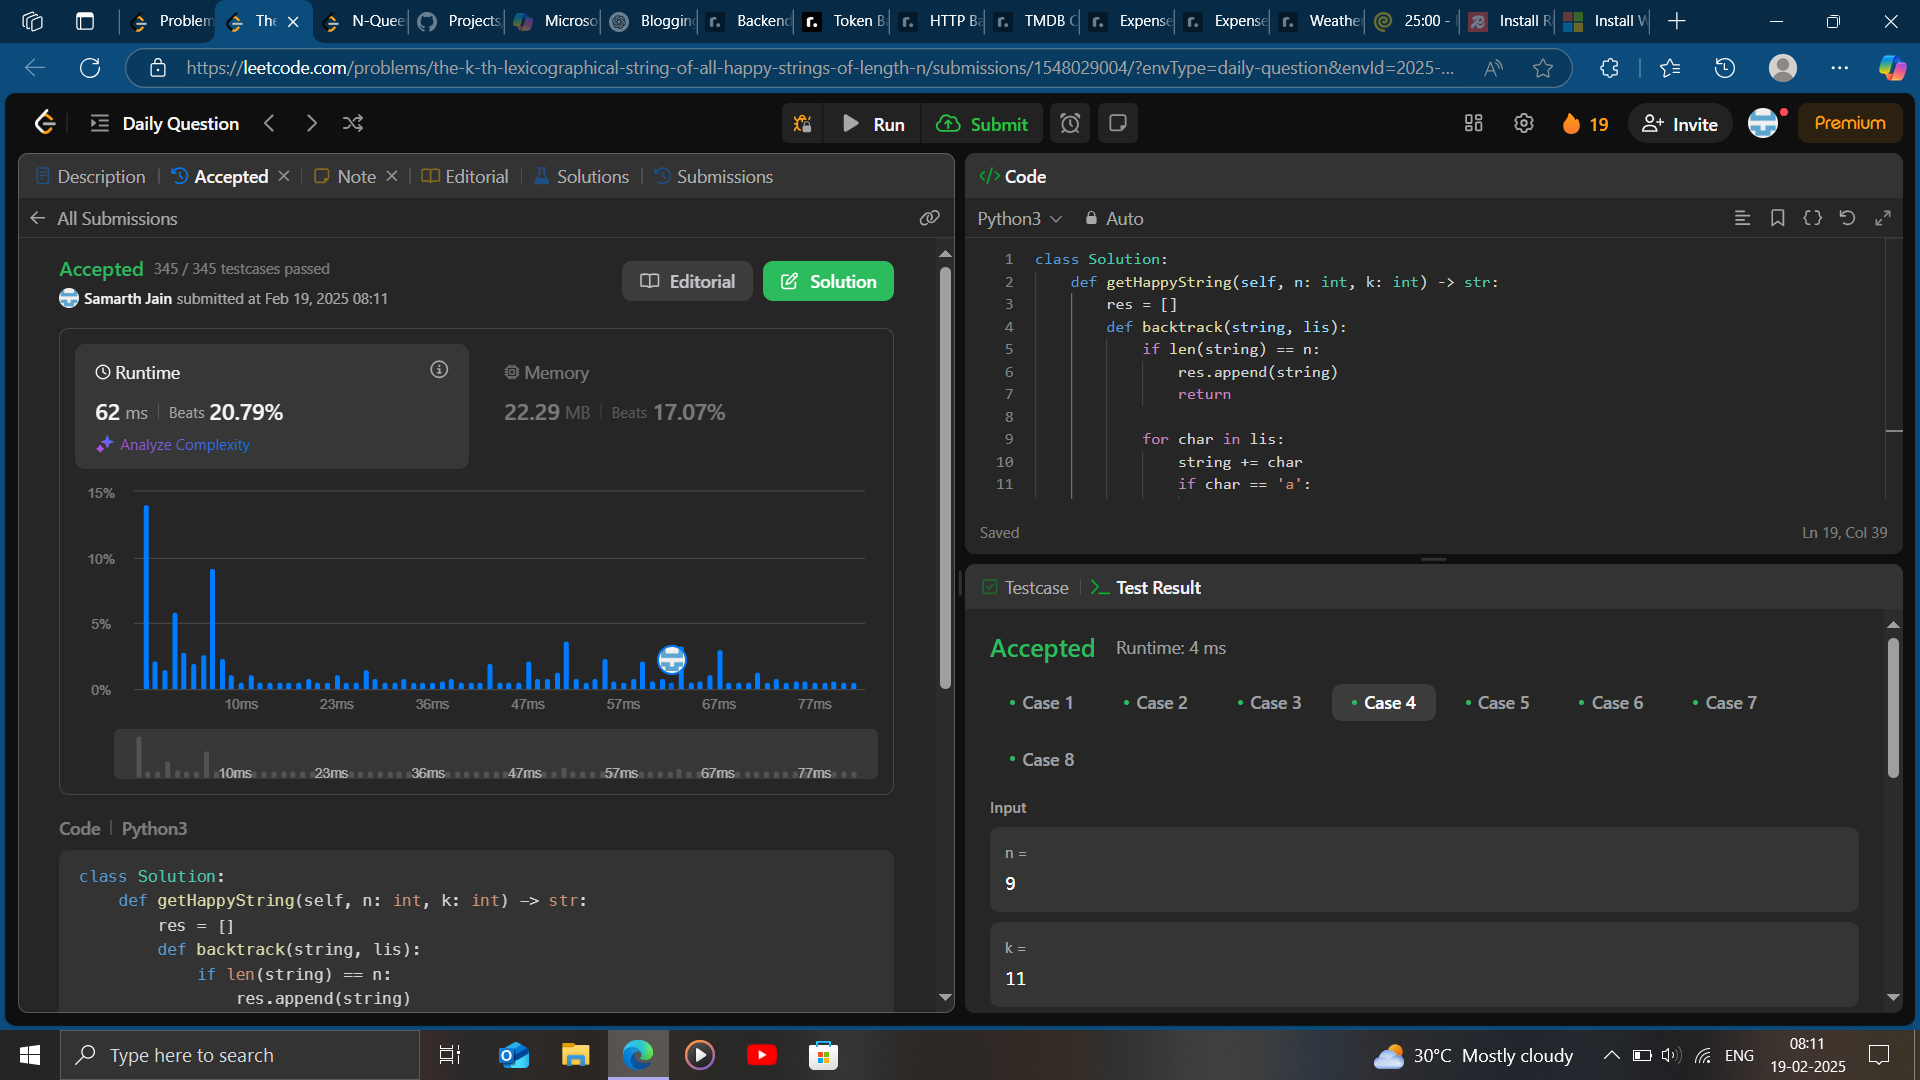 Problem
The
N-Quee
Projects
Microso
Blogging
Backend
Token B
HTTP Ba
TMDB C
Expense
Expense
Weather
25:00 -
Install R
Install W
https://leetcode.com/problems/the-k-th-lexicographical-string-of-all-happy-strings-of-length-n/submissions/1548029004/?envType=daily-question&envId=2025-...
Daily Question
Run
Submit
19
Invite
Premium
Description
Accepted
Note
Editorial
Solutions
Submissions
All Submissions
Accepted 345 / 345 testcases passed
Samarth Jain submitted at Feb 19, 2025 08:11
Editorial
Solution
Runtime
62 ms Beats 20.79%
Analyze Complexity
Memory
22.29 MB Beats 17.07%
15%
10%
5%
0%
10ms 23ms 36ms 47ms 57ms 67ms 77ms
10ms 23ms 36ms 47ms 57ms 67ms 77ms
Code | Python3
class Solution:
def getHappyString(self, n: int, k: int) -> str:
res = []
def backtrack(string, lis):
if len(string) == n:
res.append(string)
</> Code
Python3
Auto
1 class Solution:
2 def getHappyString(self, n: int, k: int) -> str:
3 res = []
4 def backtrack(string, lis):
5 if len(string) == n:
6 res.append(string)
7 return
8
9 for char in lis:
10 string += char
11 if char == 'a':
Saved
Ln 19, Col 39
Testcase
Test Result
Accepted Runtime: 4 ms
Case 1
Case 2
Case 3
Case 4
Case 5
Case 6
Case 7
Case 8
Input
n =
9
k =
11
Type here to search
30°C Mostly cloudy
ENG
08:11
19-02-2025